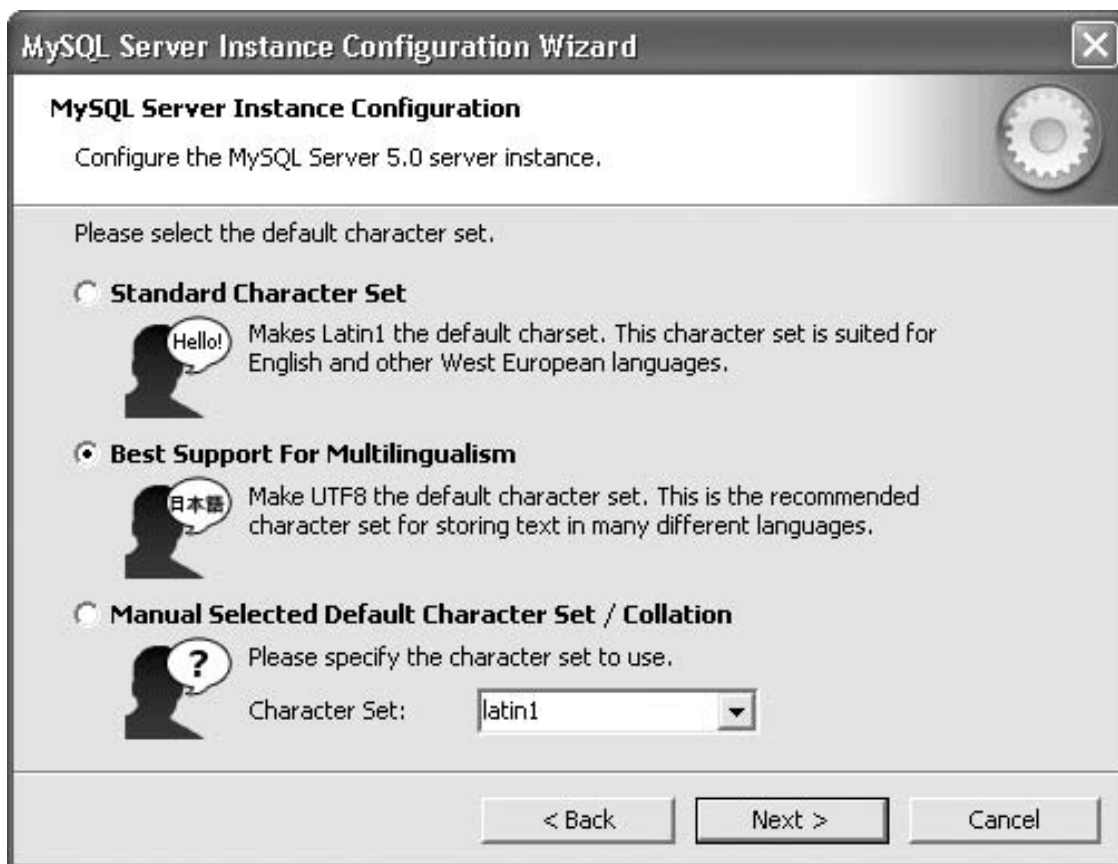 MySQL Server Instance Configuration Wizard
MySQL Server Instance Configuration
Configure the MySQL Server 5.0 server instance.
Please select the default character set.
Standard Character Set
Hello!
Makes Latin1 the default charset. This character set is suited for
English and other West European languages.
Best Support For Multilingualism
日本語
Make UTF8 the default character set. This is the recommended
character set for storing text in many different languages.
Manual Selected Default Character Set / Collation
?
Please specify the character set to use.
Character Set: latin1
< Back Next > Cancel